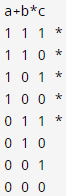 a+b*c
1 1 1 *
1 1 0 *
1 0 1 *
1 0 0 *
0 1 1 *
0 1 0
0 0 1
0 0 0